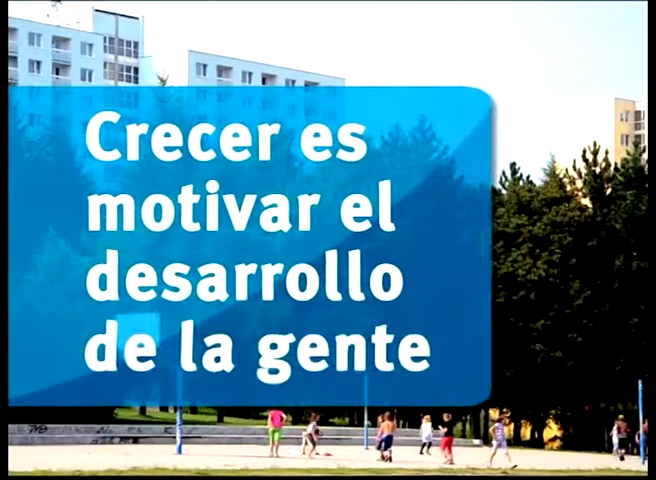 Crecer es
motivar el
desarrollo
de la gente